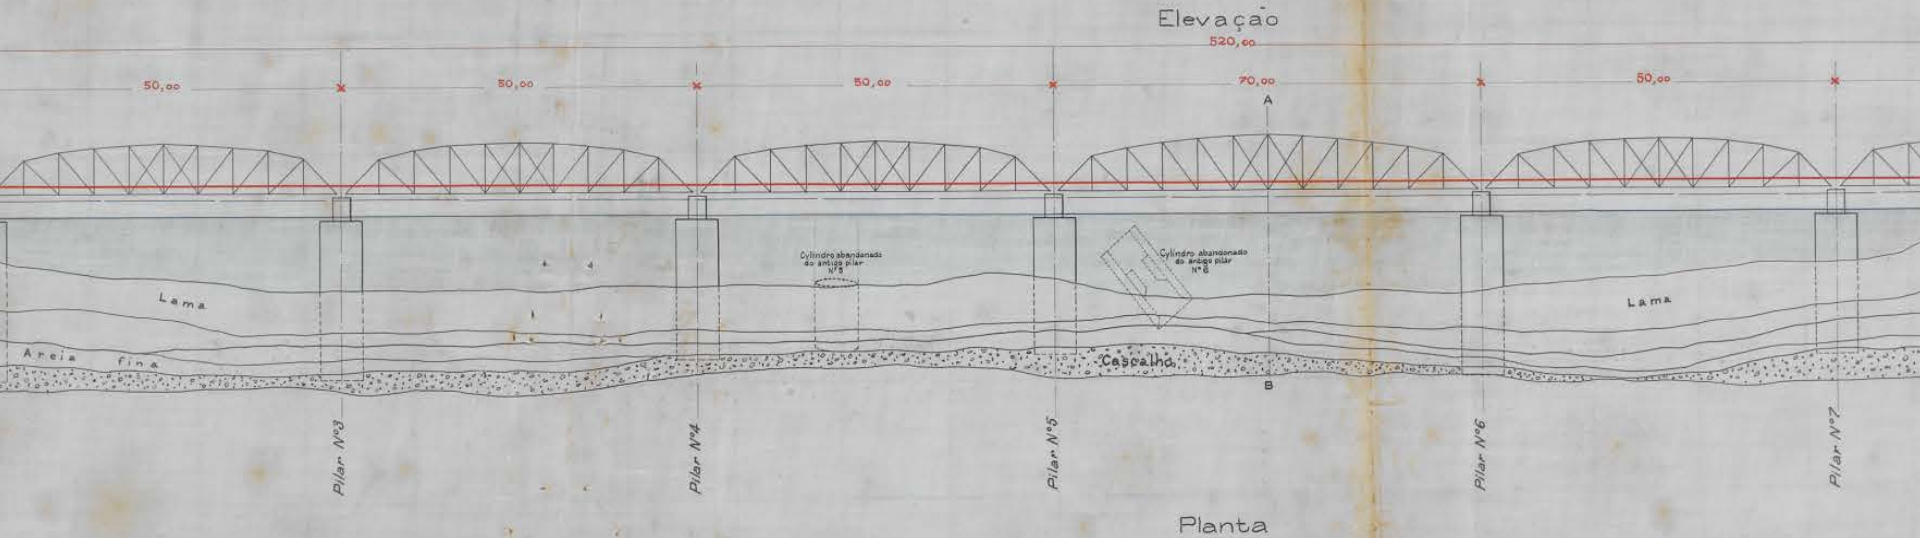 Elevação
520,00
50,00
50,00
50,00
70,00
50,00
A
Cylindro abandonado
do antigo pilar
Nº5
Cylindro abandonado
do antigo pilar
Nº6
Lama
Lama
Areia fina
Cascalho
B
Pilar Nº3
Pilar Nº4
Pilar Nº5
Pilar Nº6
Pilar Nº7
Planta